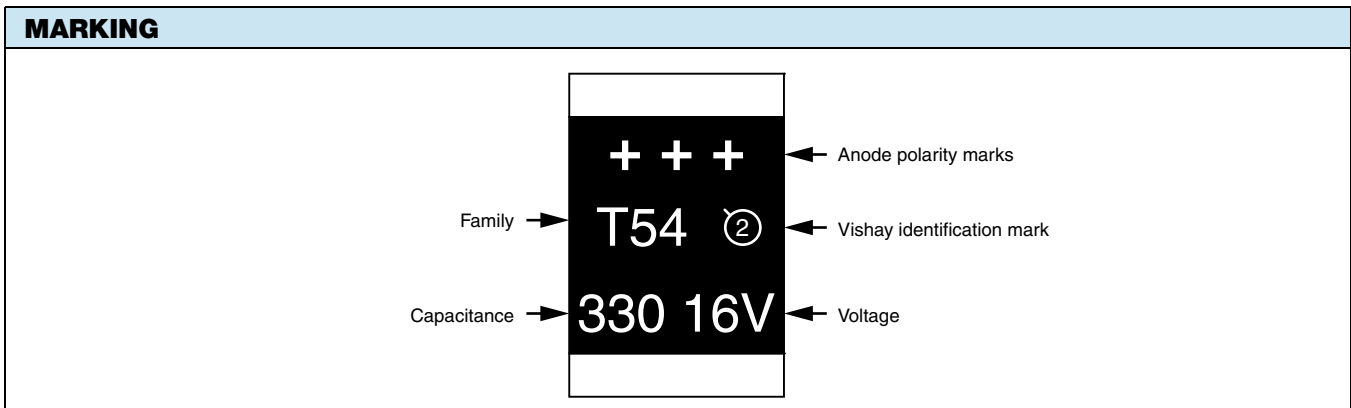 MARKING
+ + +
Anode polarity marks
Family
T54 2
Vishay identification mark
Capacitance
330 16V
Voltage